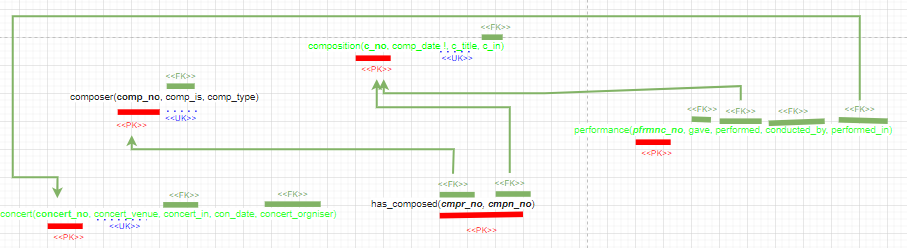 <<FK>>
composition(c_no, comp_date l, c_title, c_in)
<<PK>> <<UK>>
<<FK>>
composer(comp_no, comp_is, comp_type)
<<UK>>
<<PK>>
<<FK>> <<FK>> <<FK>> <<FK>>
performance(pfrmnc_no, gave, performed, conducted_by, performed_in)
<<PK>>
<<FK>> <<FK>>
has_composed(cmpr_no, cmpn_no)
<<PK>>
<<FK>> <<FK>>
concert(concert_no, concert_venue, concert_in, con_date, concert_orgniser)
<<UK>>
<<PK>>